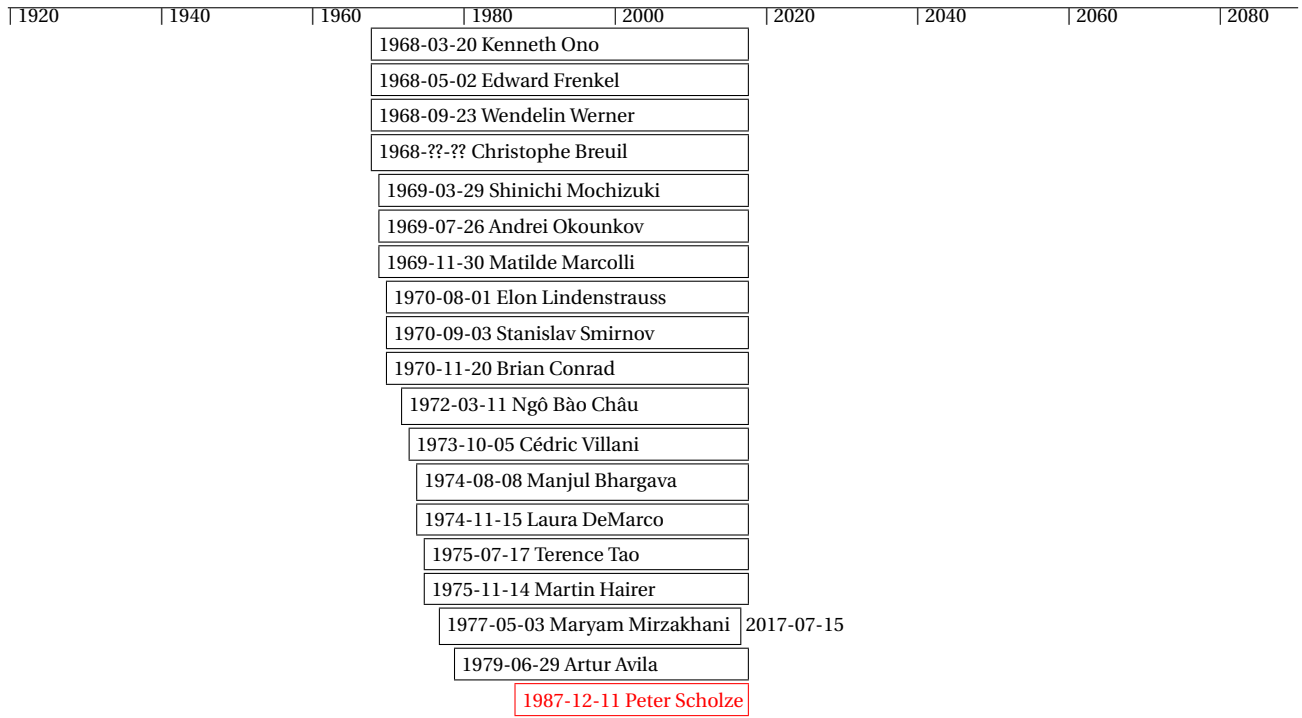 1920 1940 1960 1980 2000 2020 2040 2060 2080
1968-03-20 Kenneth Ono
1968-05-02 Edward Frenkel
1968-09-23 Wendelin Werner
1968-??-?? Christophe Breuil
1969-03-29 Shinichi Mochizuki
1969-07-26 Andrei Okounkov
1969-11-30 Matilde Marcolli
1970-08-01 Elon Lindenstrauss
1970-09-03 Stanislav Smirnov
1970-11-20 Brian Conrad
1972-03-11 Ngô Bào Châu
1973-10-05 Cédric Villani
1974-08-08 Manjul Bhargava
1974-11-15 Laura DeMarco
1975-07-17 Terence Tao
1975-11-14 Martin Hairer
1977-05-03 Maryam Mirzakhani 2017-07-15
1979-06-29 Artur Avila
1987-12-11 Peter Scholze